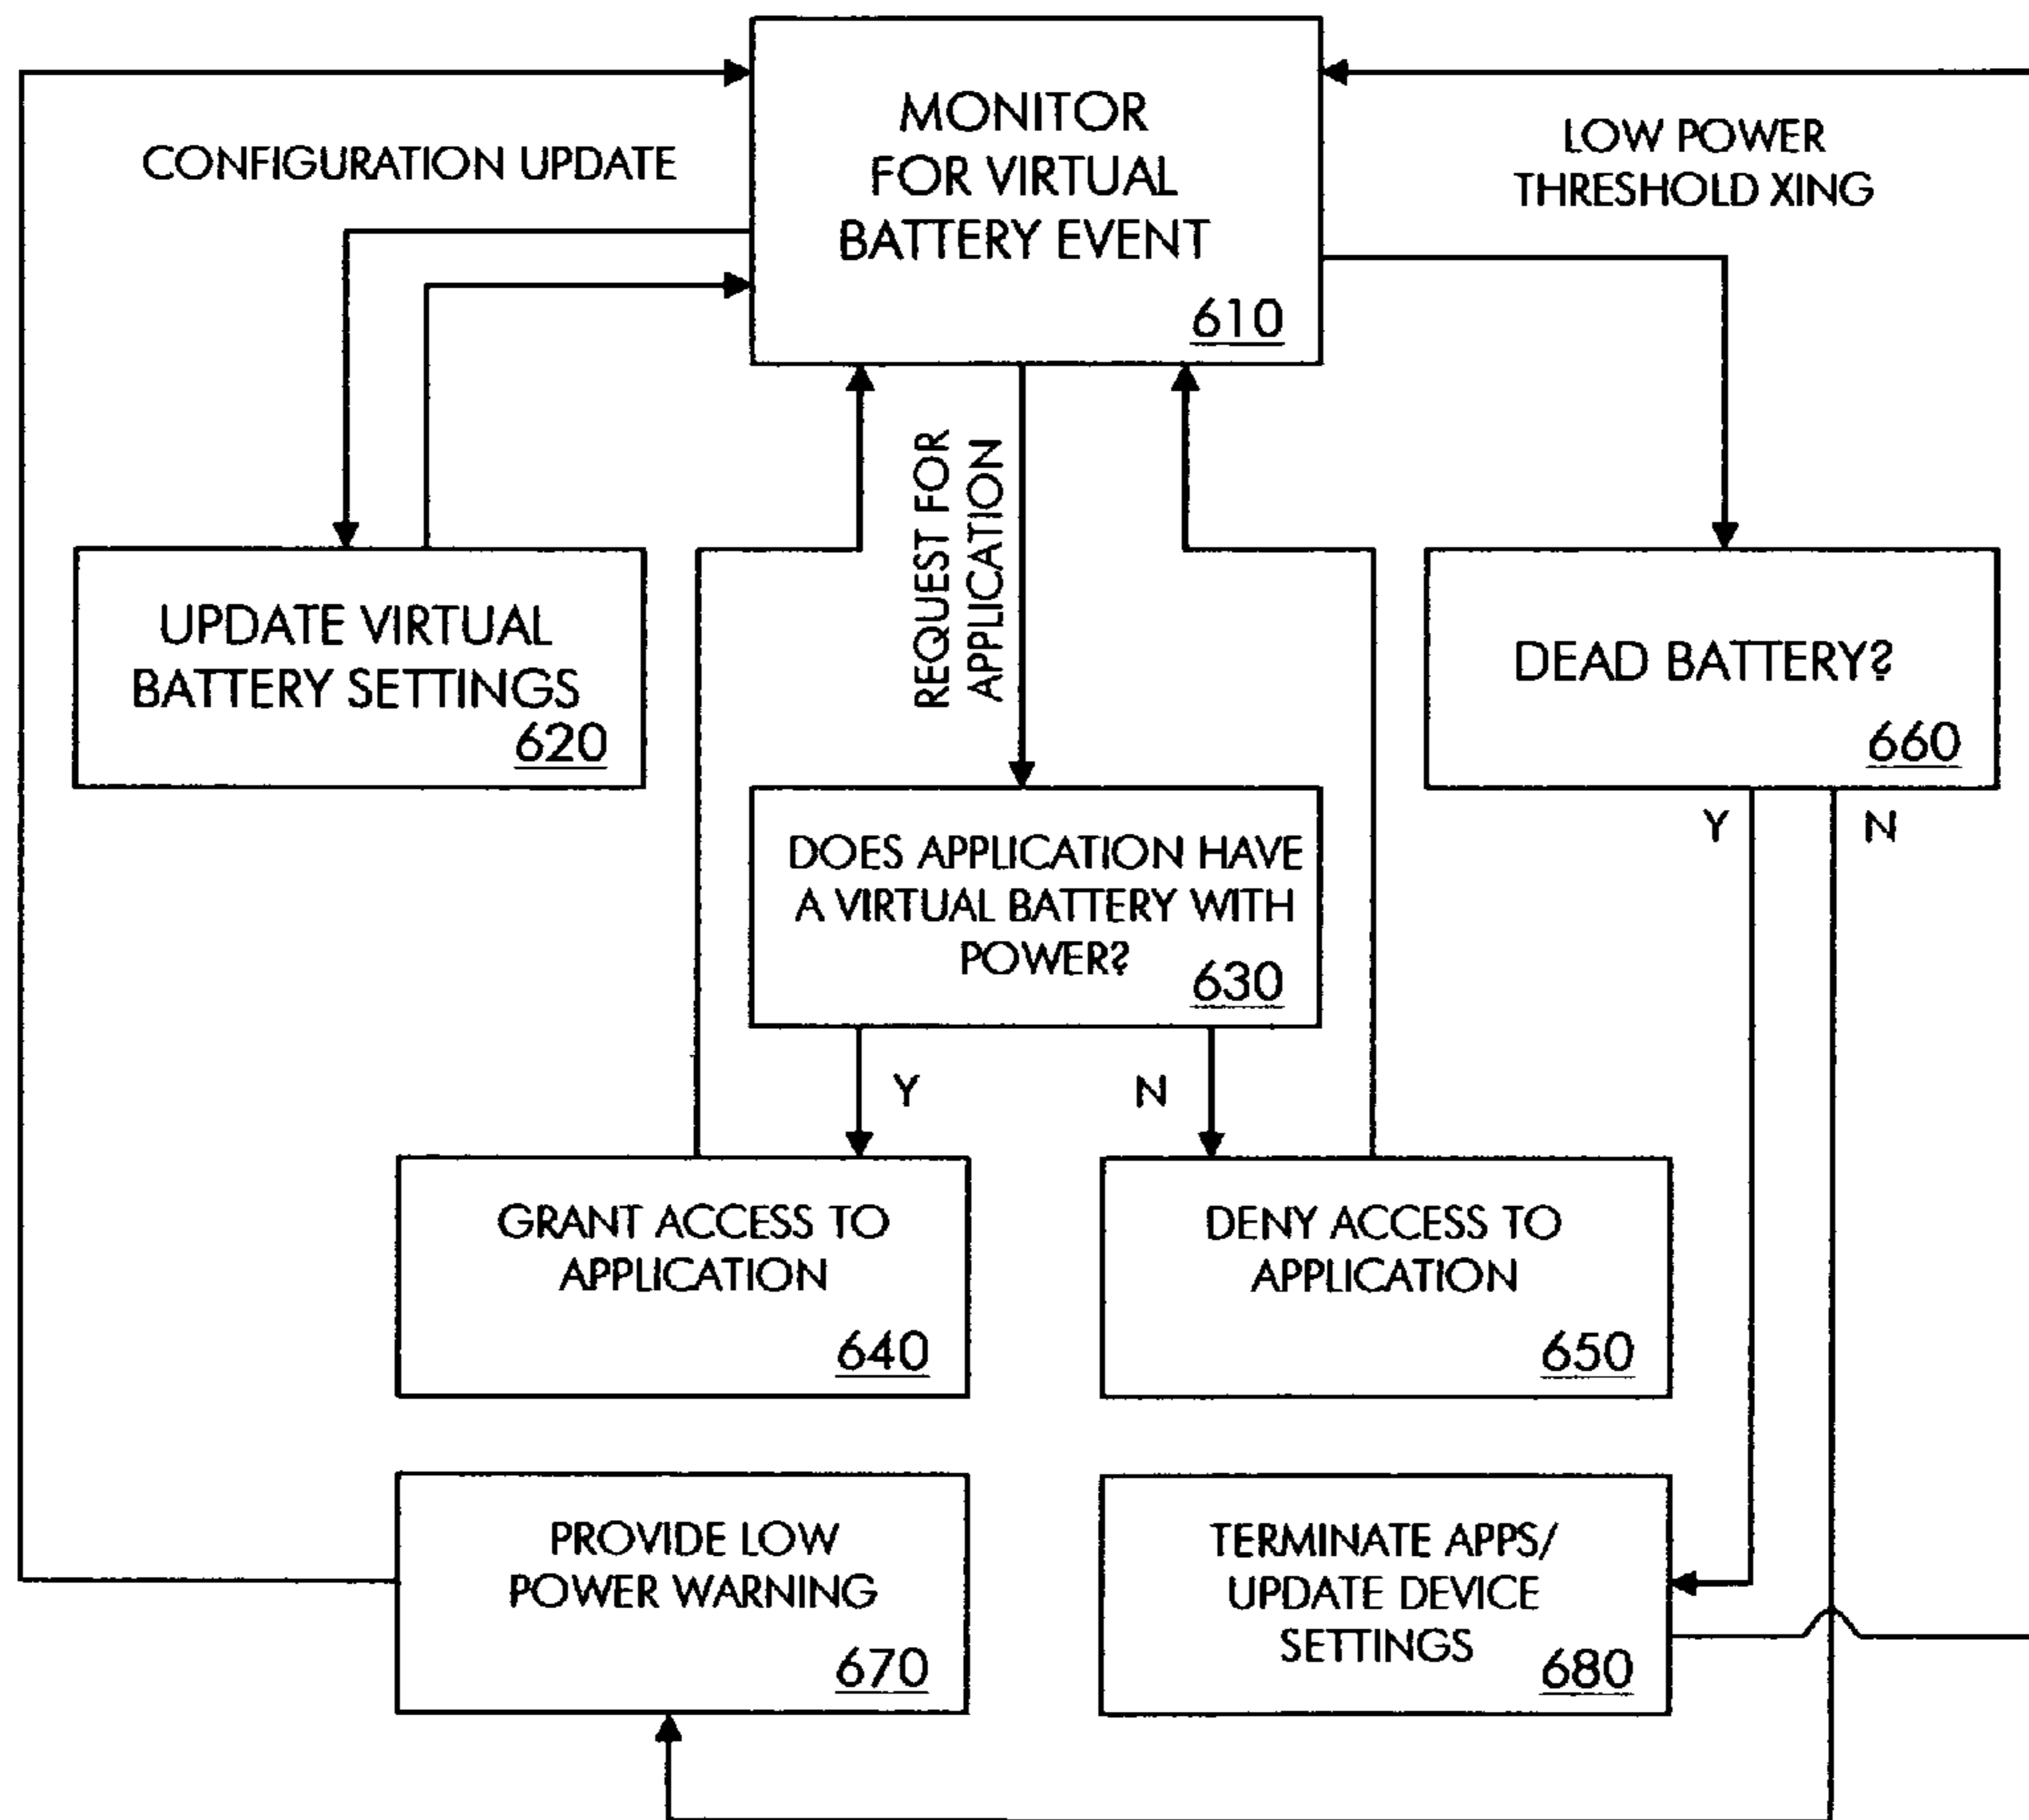 MONITOR
FOR VIRTUAL
BATTERY EVENT
610
CONFIGURATION UPDATE
LOW POWER
THRESHOLD XING
REQUEST FOR
APPLICATION
UPDATE VIRTUAL
BATTERY SETTINGS
620
DEAD BATTERY?
660
Y
N
DOES APPLICATION HAVE
A VIRTUAL BATTERY WITH
POWER?
630
Y
N
GRANT ACCESS TO
APPLICATION
640
DENY ACCESS TO
APPLICATION
650
PROVIDE LOW
POWER WARNING
670
TERMINATE APPS/
UPDATE DEVICE
SETTINGS
680